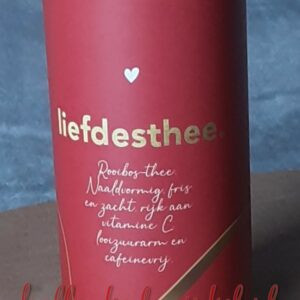 liefdesthee.
Rooibos-thee.
Naaldvormig, fris
en zacht, rijk aan
vitamine C,
looizuurarm en
cafeinevrij.